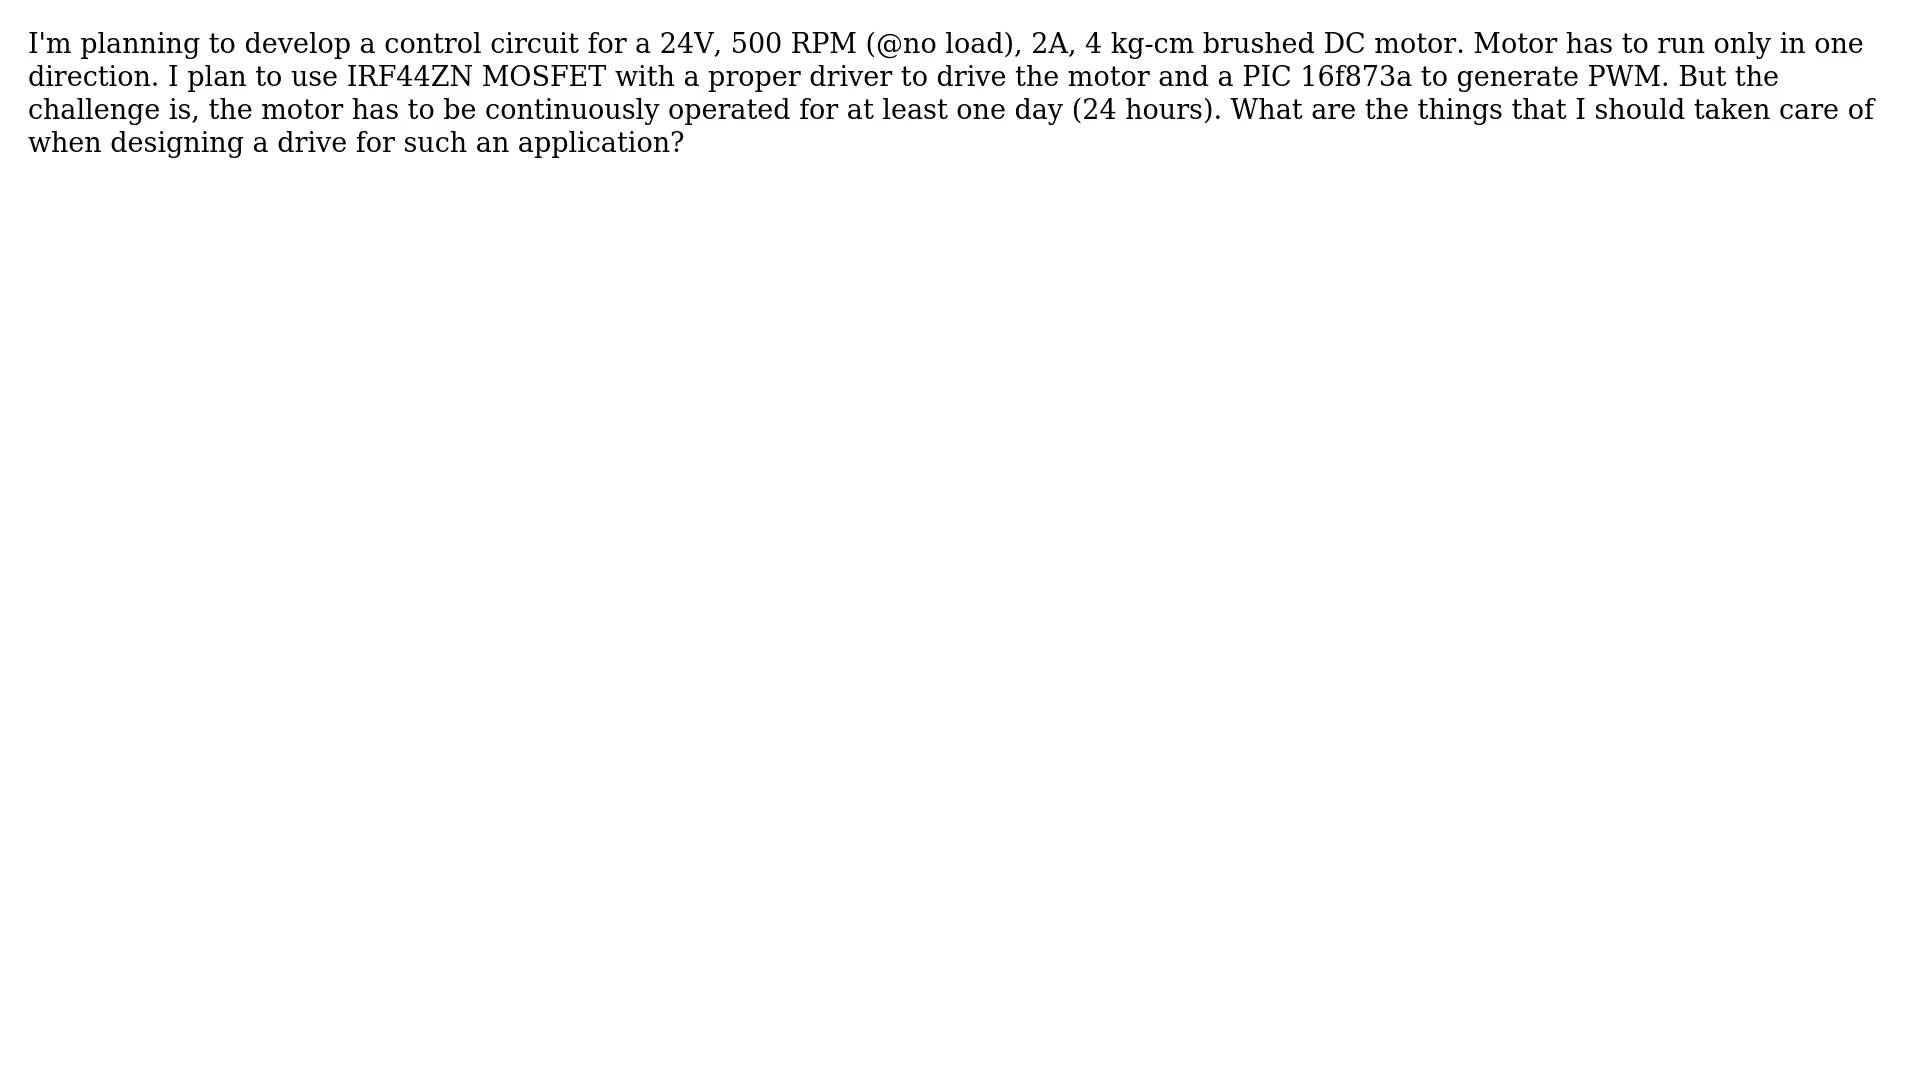 I'm planning to develop a control circuit for a 24V, 500 RPM (@no load), 2A, 4 kg-cm brushed DC motor. Motor has to run only in one
direction. I plan to use IRF44ZN MOSFET with a proper driver to drive the motor and a PIC 16f873a to generate PWM. But the
challenge is, the motor has to be continuously operated for at least one day (24 hours). What are the things that I should taken care of
when designing a drive for such an application?